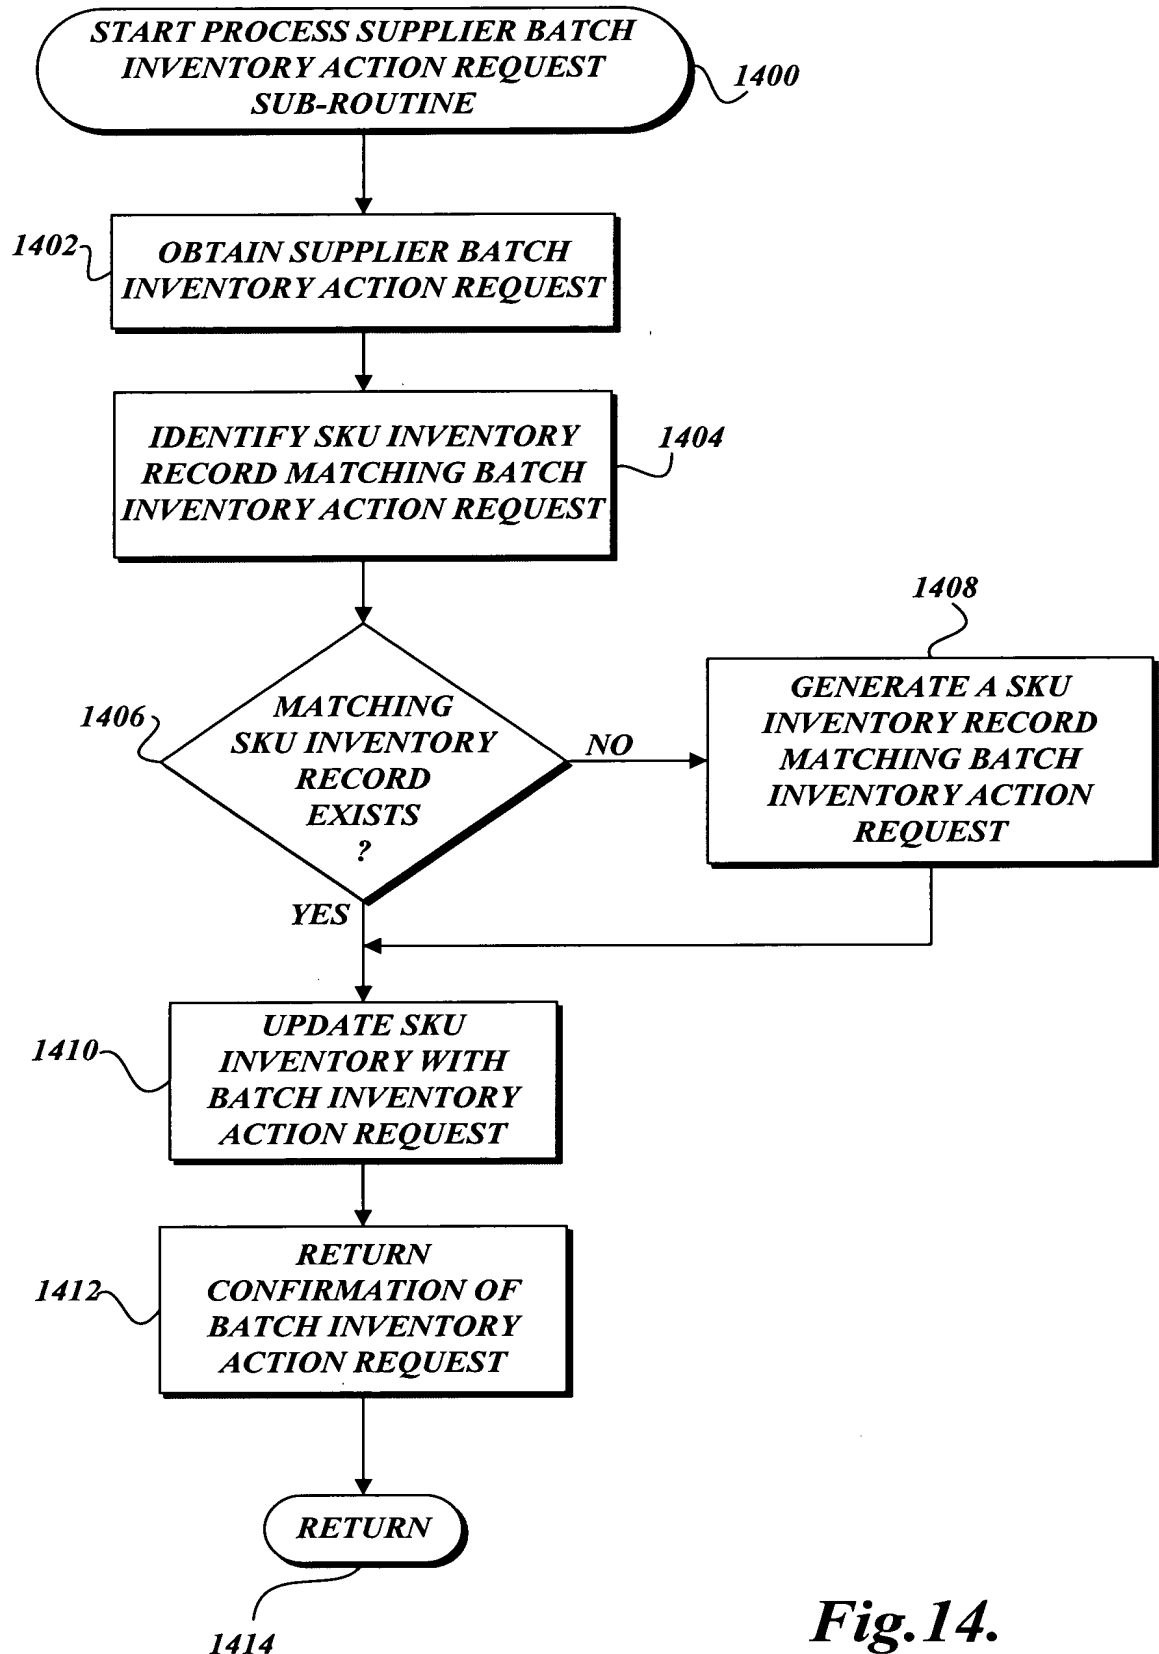 START PROCESS SUPPLIER BATCH
INVENTORY ACTION REQUEST
SUB-ROUTINE
1400
1402
OBTAIN SUPPLIER BATCH
INVENTORY ACTION REQUEST
IDENTIFY SKU INVENTORY
RECORD MATCHING BATCH
INVENTORY ACTION REQUEST
1404
1406
MATCHING
SKU INVENTORY
RECORD
EXISTS
?
NO
YES
1408
GENERATE A SKU
INVENTORY RECORD
MATCHING BATCH
INVENTORY ACTION
REQUEST
1410
UPDATE SKU
INVENTORY WITH
BATCH INVENTORY
ACTION REQUEST
1412
RETURN
CONFIRMATION OF
BATCH INVENTORY
ACTION REQUEST
RETURN
1414
Fig.14.